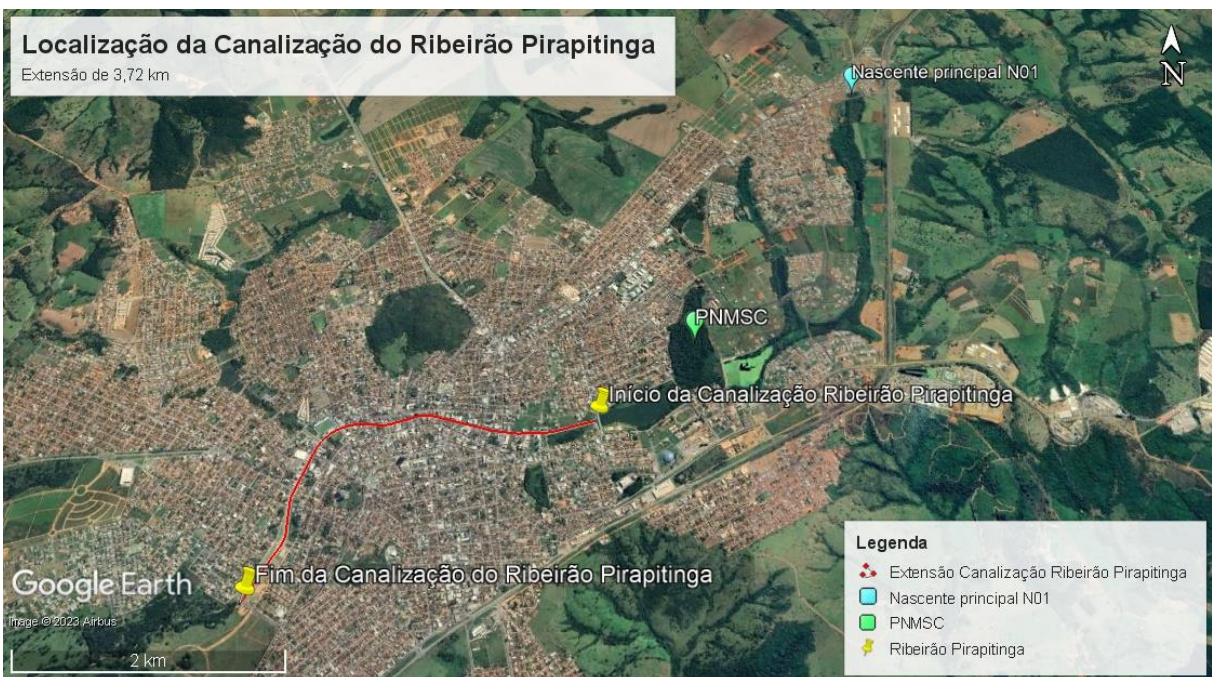 Localização da Canalização do Ribeirão Pirapitinga
Extensão de 3,72 km
N
Nascente principal N01
PNMSC
Início da Canalização Ribeirão Pirapitinga
Fim da Canalização do Ribeirão Pirapitinga
Google Earth
Image © 2023 Airbus
2 km
Legenda
Extensão Canalização Ribeirão Pirapitinga
Nascente principal N01
PNMSC
Ribeirão Pirapitinga